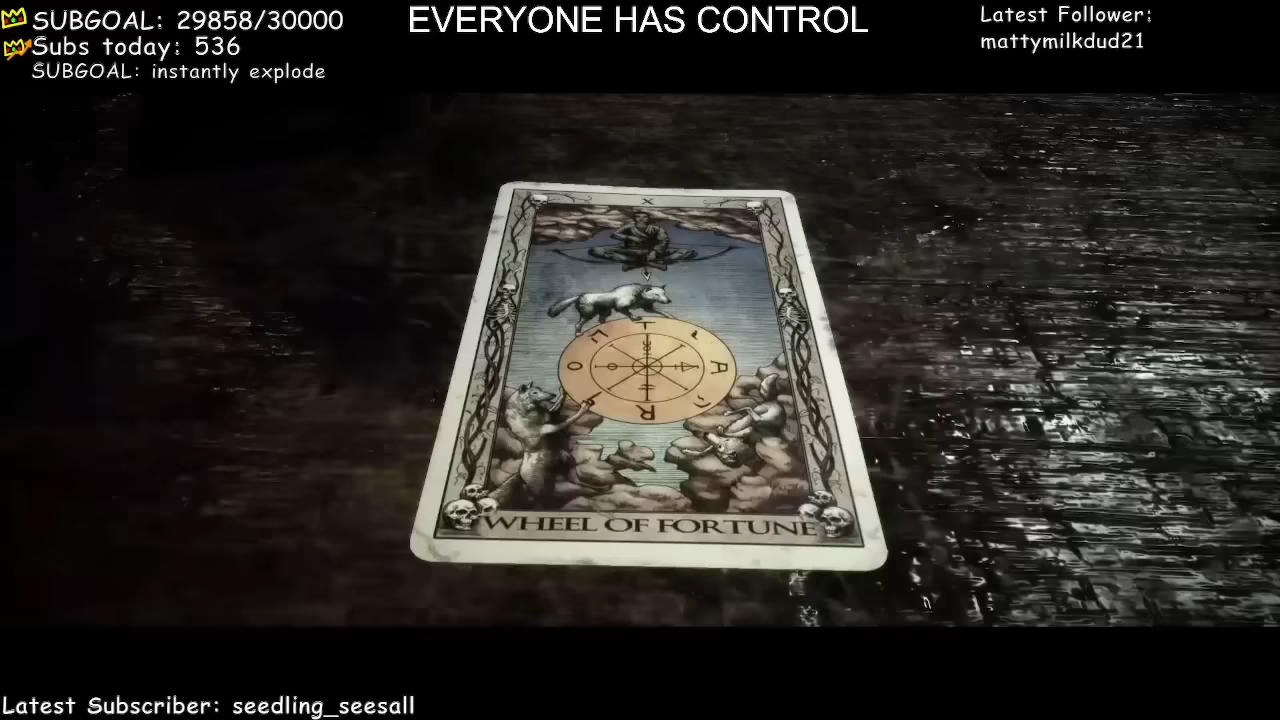 SUBGOAL: 29858/30000
Subs today: 536
SUBGOAL: instantly explode
EVERYONE HAS CONTROL
Latest Follower:
mattymilkdud21
X
T
A
R
O
WHEEL OF FORTUNE
Latest Subscriber: seedling_seesall